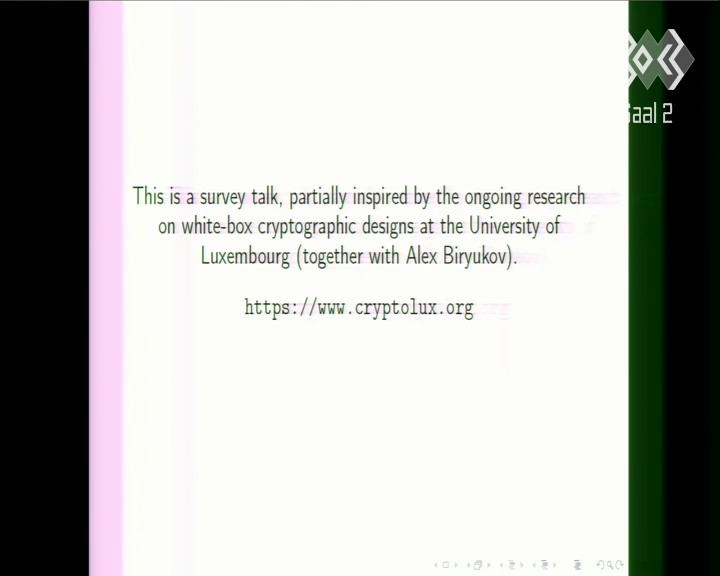 This is a survey talk, partially inspired by the ongoing research
on white-box cryptographic designs at the University of
Luxembourg (together with Alex Biryukov).
https://www.cryptolux.org
Saal 2